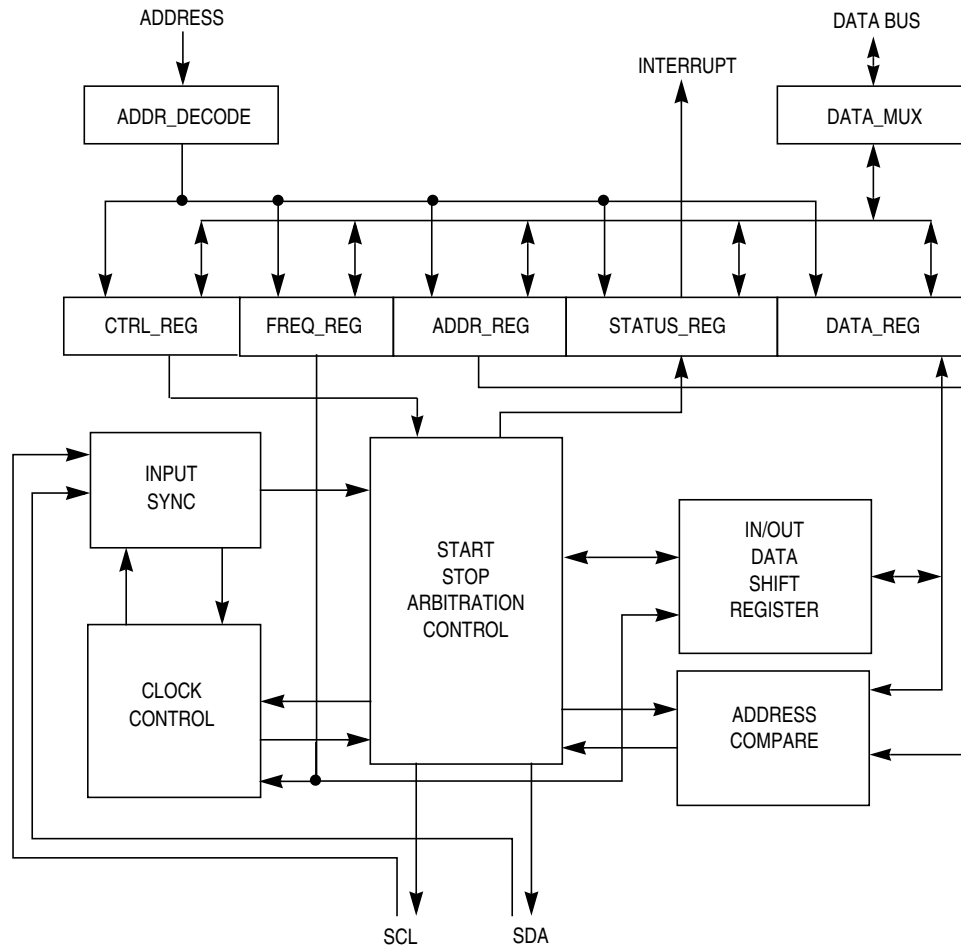 ADDRESS
DATA BUS
INTERRUPT
ADDR_DECODE
DATA_MUX
CTRL_REG
FREQ_REG
ADDR_REG
STATUS_REG
DATA_REG
INPUT
SYNC
START
STOP
ARBITRATION
CONTROL
IN/OUT
DATA
SHIFT
REGISTER
CLOCK
CONTROL
ADDRESS
COMPARE
SCL
SDA